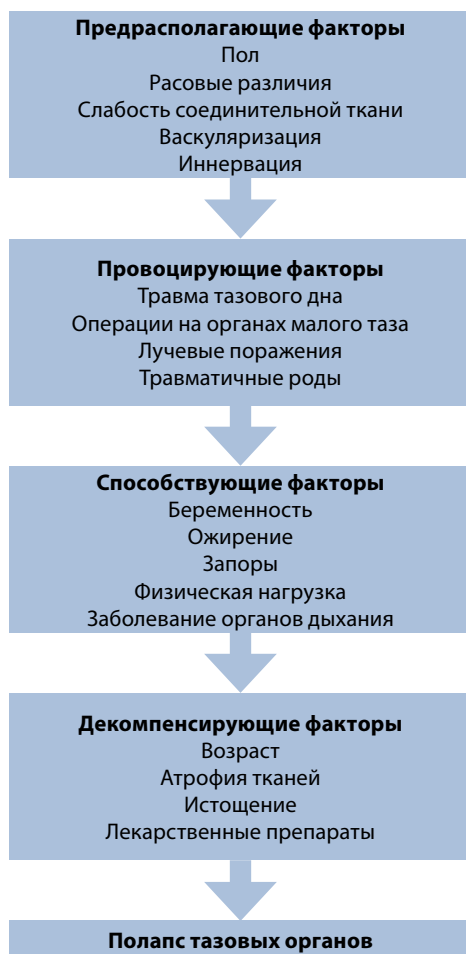 Предрасполагающие факторы
Пол
Расовые различия
Слабость соединительной ткани
Васкуляризация
Иннервация
Провоцирующие факторы
Травма тазового дна
Операции на органах малого таза
Лучевые поражения
Травматичные роды
Способствующие факторы
Беременность
Ожирение
Запоры
Физическая нагрузка
Заболевание органов дыхания
Декомпенсирующие факторы
Возраст
Атрофия тканей
Истощение
Лекарственные препараты
Полапс тазовых органов